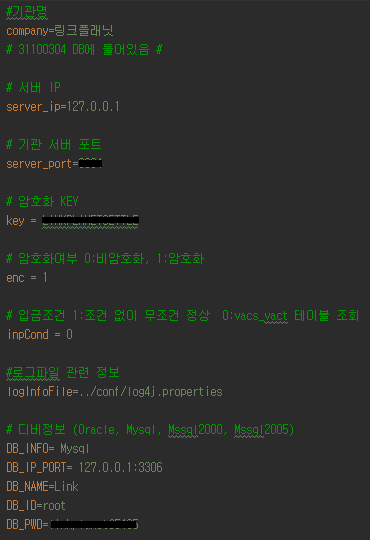 #기관명
company=링크플래닛
# 31100304 DB에 들어있음 #
# 서버 IP
server_ip=127.0.0.1
# 기관 서버 포트
server_port=
# 암호화 KEY
key =
# 암호화여부 0:비암호화, 1:암호화
enc = 1
# 입금조건 1:조건 없이 무조건 정상  0:vacs_vact 테이블 조회
inpCond = 0
#로그파일 관련 정보
logInfoFile=../conf/log4j.properties
# 디비정보 (Oracle, Mysql, Mssql2000, Mssql2005)
DB_INFO= Mysql
DB_IP_PORT= 127.0.0.1:3306
DB_NAME=Link
DB_ID=root
DB_PWD=